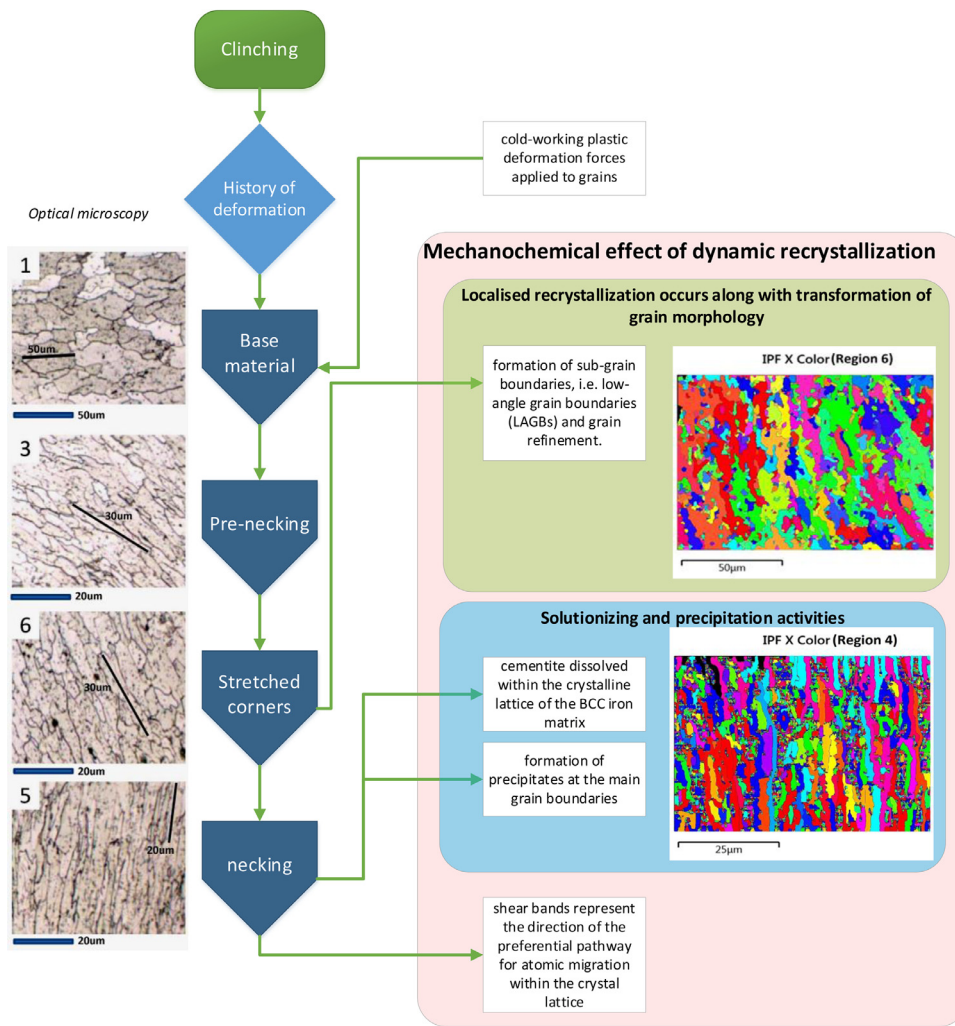 Clinching
cold-working plastic
deformation forces
applied to grains
History of
deformation
Optical microscopy
1
50um
50um
3
30um
20um
6
30um
20um
5
20um
20um
Base
material
Pre-necking
Stretched
corners
necking
Mechanochemical effect of dynamic recrystallization
Localised recrystallization occurs along with transformation of
grain morphology
formation of sub-grain
boundaries, i.e. low-
angle grain boundaries
(LAGBs) and grain
refinement.
IPF X Color (Region 6)
50μm
Solutionizing and precipitation activities
IPF X Color (Region 4)
cementite dissolved
within the crystalline
lattice of the BCC iron
matrix
formation of
precipitates at the main
grain boundaries
25μm
shear bands represent
the direction of the
preferential pathway
for atomic migration
within the crystal
lattice